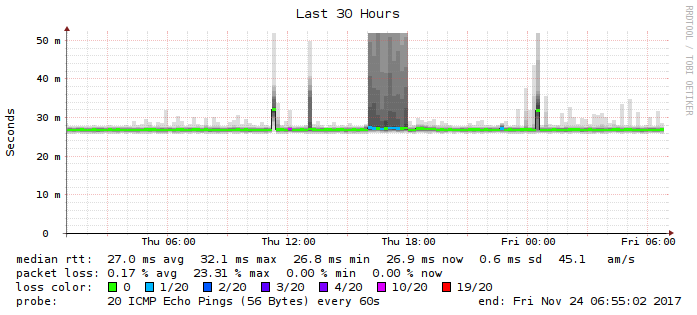 Last 30 Hours
RRDTOOL / TOBI OETIKER
Seconds
50 m
40 m
30 m
20 m
10 m
0
Thu 06:00 Thu 12:00 Thu 18:00 Fri 00:00 Fri 06:00
median rtt: 27.0 ms avg 32.1 ms max 26.8 ms min 26.9 ms now 0.6 ms sd 45.1 am/s
packet loss: 0.17 % avg 23.31 % max 0.00 % min 0.00 % now
loss color: 0 1/20 2/20 3/20 4/20 10/20 19/20
probe: 20 ICMP Echo Pings (56 Bytes) every 60s end: Fri Nov 24 06:55:02 2017